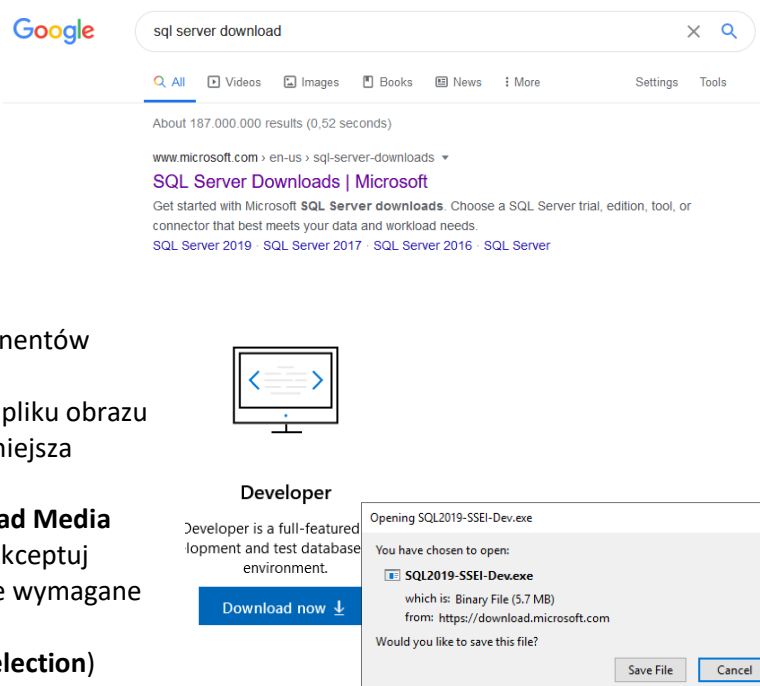 Google
sql server download
All Videos Images Books News More Settings Tools
About 187.000.000 results (0,52 seconds)
www.microsoft.com › en-us › sql-server-downloads
SQL Server Downloads | Microsoft
Get started with Microsoft SQL Server downloads. Choose a SQL Server trial, edition, tool, or
connector that best meets your data and workload needs.
SQL Server 2019 · SQL Server 2017 · SQL Server 2016 · SQL Server
nentów
pliku obrazu
niejsza
ad Media
kceptuj
e wymagane
election)
Developer
Developer is a full-featured
lopment and test database
environment.
Download now
Opening SQL2019-SSEI-Dev.exe
You have chosen to open:
SQL2019-SSEI-Dev.exe
which is: Binary File (5.7 MB)
from: https://download.microsoft.com
Would you like to save this file?
Save File Cancel